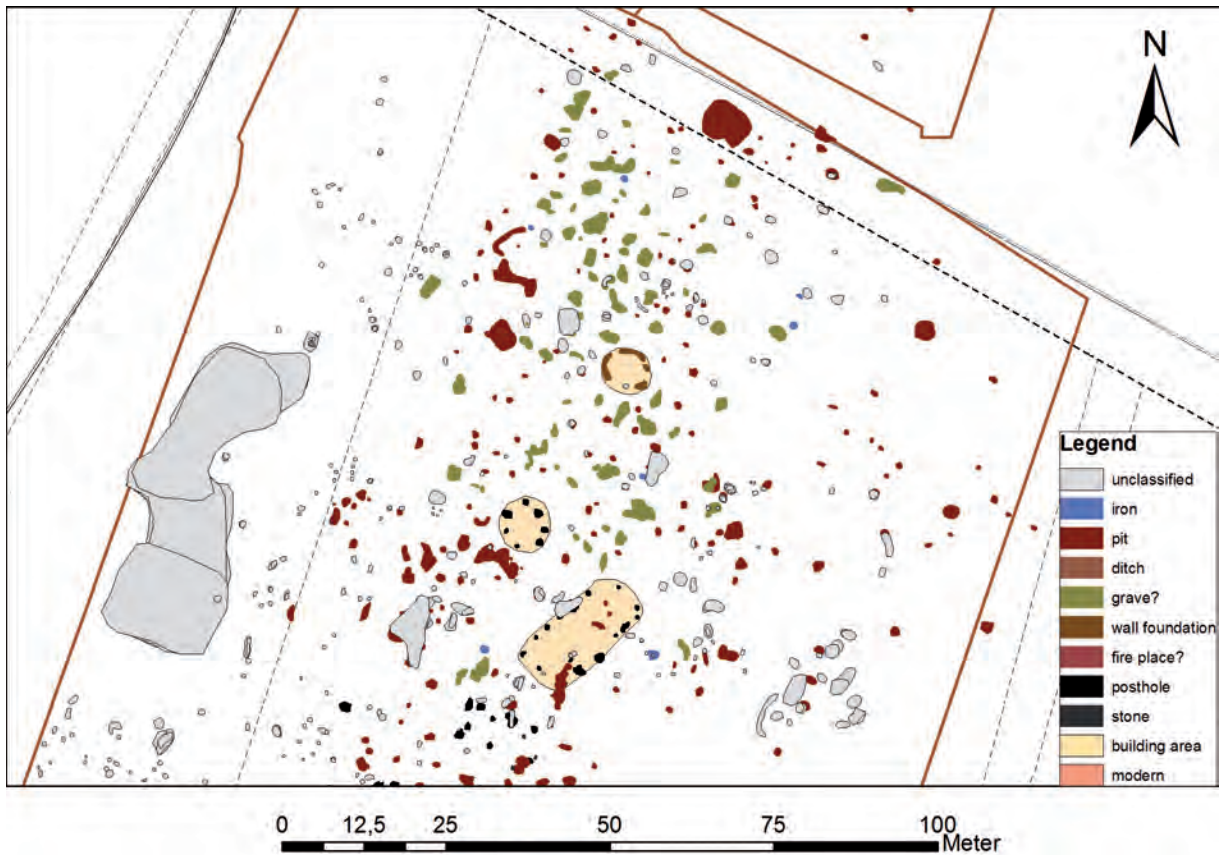 N
Legend
unclassified
iron
pit
ditch
grave?
wall foundation
fire place?
posthole
stone
building area
modern
0 12,5 25 50 75 100
Meter